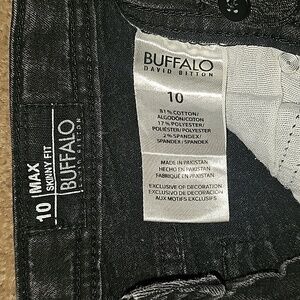 BUFFALO
DAVID BITTON
10
81% COTTON/
ALGODÓN/COTON
17% POLYESTER/
POLIÉSTER/POLYESTER
2% SPANDEX/
SPANDEX/SPANDEX
MADE IN PAKISTAN
HECHO EN PAKISTAN
FABRIQUÉ EN PAKISTAN
EXCLUSIVE OF DECORATION
EXCLUSIVO DE DECORACIÓN
AUX MOTIFS EXCLUSIFS
10
MAX
SKINNY FIT
BUFFALO
DAVID BITTON